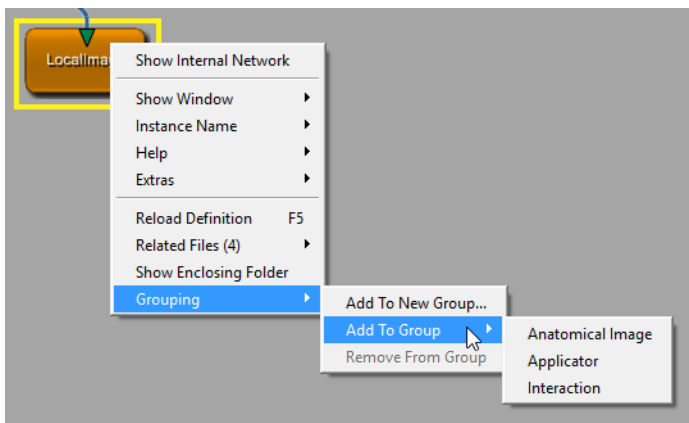 Show Internal Network
Show Window
Instance Name
Help
Extras
Reload Definition F5
Related Files (4)
Show Enclosing Folder
Grouping
Add To New Group...
Add To Group
Remove From Group
Anatomical Image
Applicator
Interaction